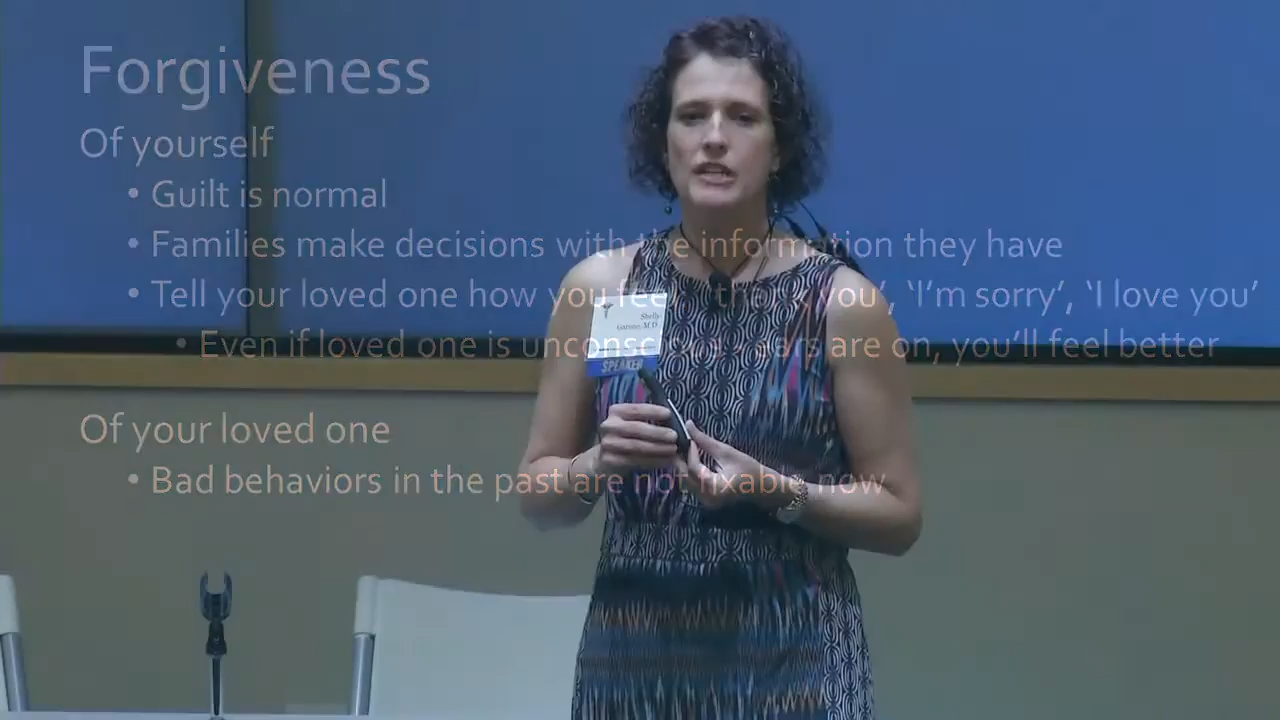 Forgiveness
Of yourself
• Guilt is normal
• Families make decisions with the information they have
• Tell your loved one how you feel, 'thank you', 'I'm sorry', 'I love you'
• Even if loved one is unconscious, ears are on, you'll feel better
Shelly
M.D.
SPEAKER
Of your loved one
• Bad behaviors in the past are not fixable now